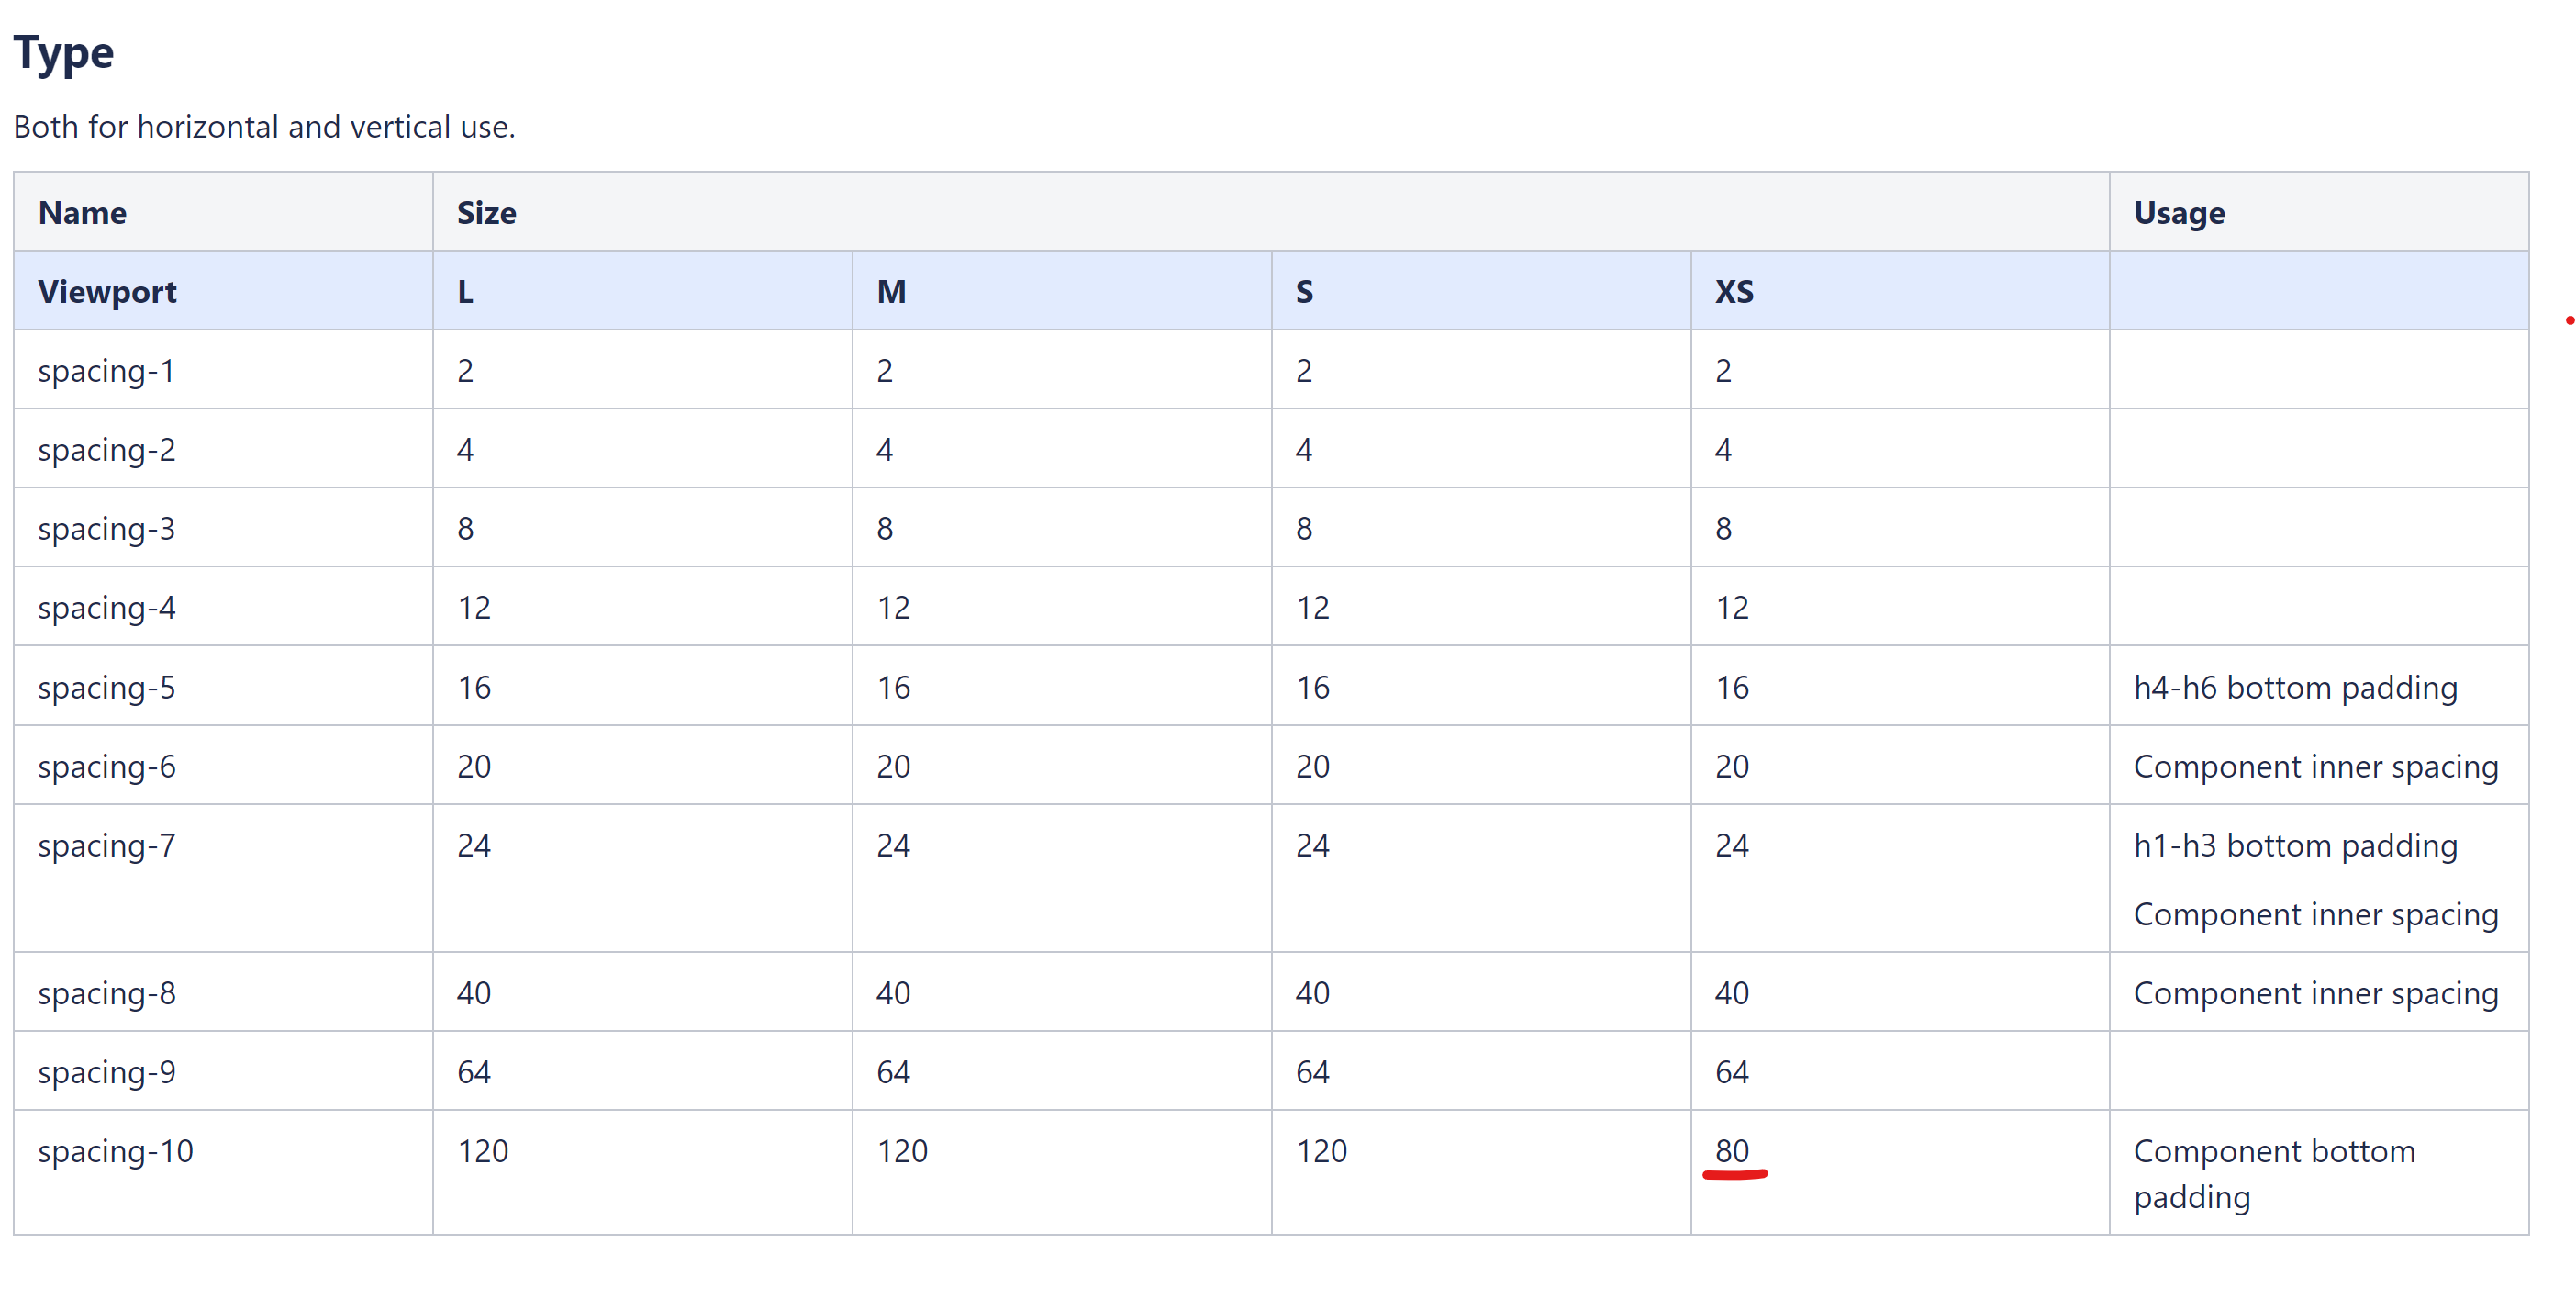 Type
Both for horizontal and vertical use.
Name Size Usage
Viewport L M S XS
spacing-1 2 2 2 2
spacing-2 4 4 4 4
spacing-3 8 8 8 8
spacing-4 12 12 12 12
spacing-5 16 16 16 16 h4-h6 bottom padding
spacing-6 20 20 20 20 Component inner spacing
spacing-7 24 24 24 24 h1-h3 bottom padding
Component inner spacing
spacing-8 40 40 40 40 Component inner spacing
spacing-9 64 64 64 64
spacing-10 120 120 120 80 Component bottom
padding